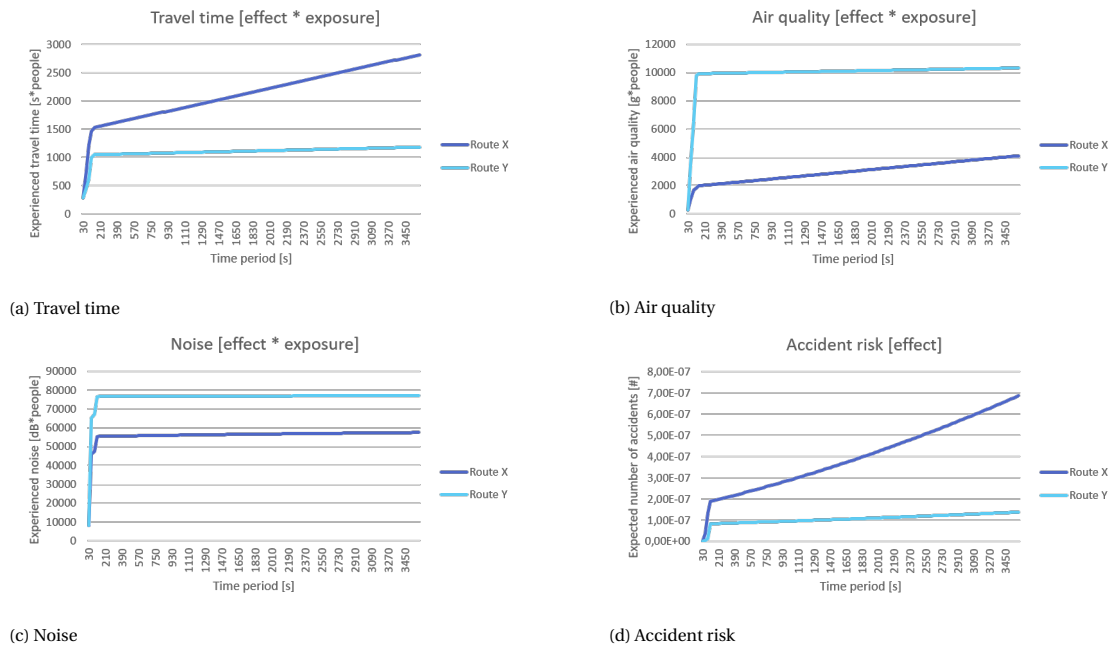 Travel time [effect * exposure]
Experienced travel time [s*people]
3000
2500
2000
1500
1000
500
0
30 210 390 570 750 930 1110 1290 1470 1650 1830 2010 2190 2370 2550 2730 2910 3090 3270 3450
Time period [s]
Route X
Route Y
(a) Travel time
Air quality [effect * exposure]
Experienced air quality [g*people]
12000
10000
8000
6000
4000
2000
0
30 210 390 570 750 930 1110 1290 1470 1650 1830 2010 2190 2370 2550 2730 2910 3090 3270 3450
Time period [s]
Route X
Route Y
(b) Air quality
Noise [effect * exposure]
Experienced noise [dB*people]
90000
80000
70000
60000
50000
40000
30000
20000
10000
0
30 210 390 570 750 930 1110 1290 1470 1650 1830 2010 2190 2370 2550 2730 2910 3090 3270 3450
Time period [s]
Route X
Route Y
(c) Noise
Accident risk [effect]
Expected number of accidents [#]
8,00E-07
7,00E-07
6,00E-07
5,00E-07
4,00E-07
3,00E-07
2,00E-07
1,00E-07
0,00E+00
30 210 390 570 750 930 1110 1290 1470 1650 1830 2010 2190 2370 2550 2730 2910 3090 3270 3450
Time period [s]
Route X
Route Y
(d) Accident risk